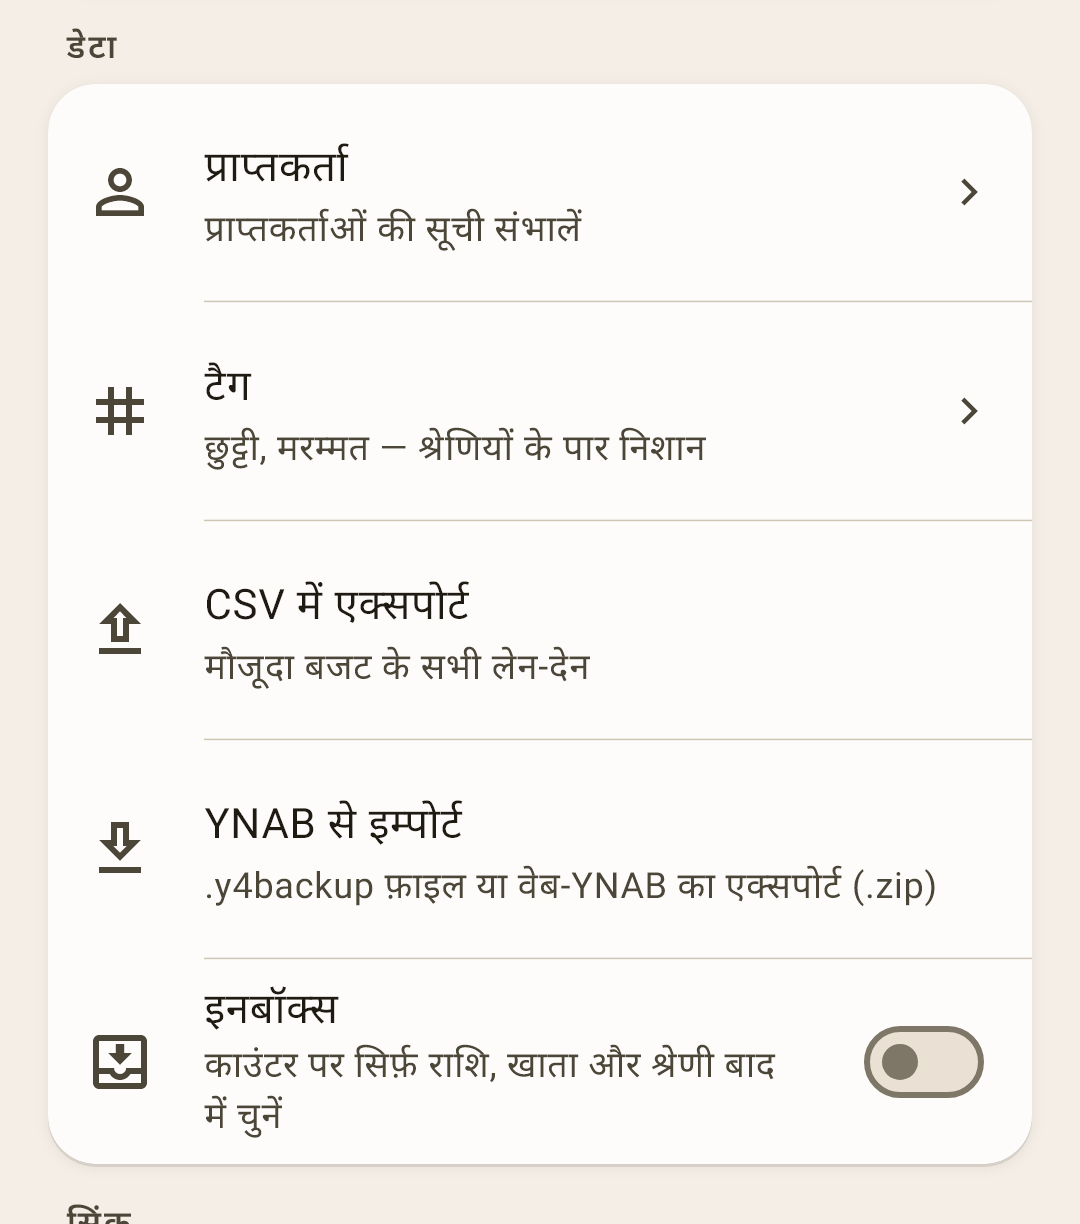 डेटा
प्राप्तकर्ता
प्राप्तकर्ताओं की सूची संभालें
टैग
छुट्टी, मरम्मत — श्रेणियों के पार निशान
CSV में एक्सपोर्ट
मौजूदा बजट के सभी लेन-देन
YNAB से इम्पोर्ट
.y4backup फ़ाइल या वेब-YNAB का एक्सपोर्ट (.zip)
इनबॉक्स
काउंटर पर सिर्फ़ राशि, खाता और श्रेणी बाद
में चुनें
सिंक